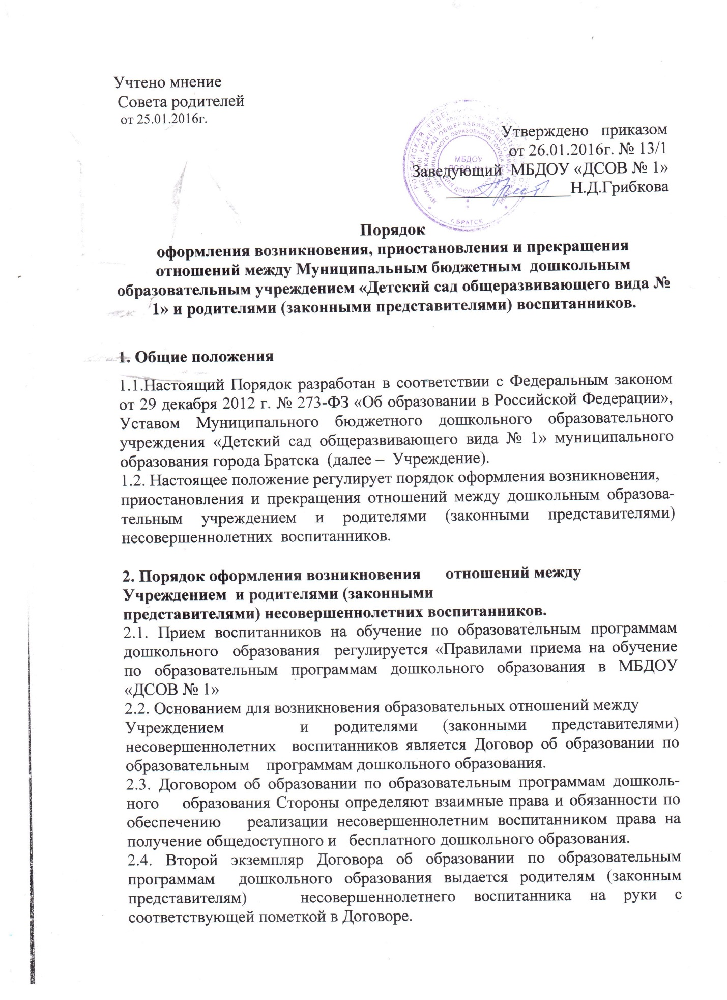 Учтено мнение
Совета родителей
от 25.01.2016г.
Утверждено приказом
от 26.01.2016г. № 13/1
Заведующий МБДОУ «ДСОВ № 1»
Н.Д.Грибкова
РОССИЙСКАЯ
МБДОУ
«ДСОВ № 1
ДЛЯ ДОКУМЕНТОВ
г. БРАТСК
Порядок
оформления возникновения, приостановления и прекращения
отношений между Муниципальным бюджетным дошкольным
образовательным учреждением «Детский сад общеразвивающего вида №
1» и родителями (законными представителями) воспитанников.
1. Общие положения
1.1.Настоящий Порядок разработан в соответствии с Федеральным законом
от 29 декабря 2012 г. № 273-ФЗ «Об образовании в Российской Федерации»,
Уставом Муниципального бюджетного дошкольного образовательного
учреждения «Детский сад общеразвивающего вида № 1» муниципального
образования города Братска (далее – Учреждение).
1.2. Настоящее положение регулирует порядок оформления возникновения,
приостановления и прекращения отношений между дошкольным образова-
тельным учреждением и родителями (законными представителями)
несовершеннолетних воспитанников.
2. Порядок оформления возникновения отношений между
Учреждением и родителями (законными
представителями) несовершеннолетних воспитанников.
2.1. Прием воспитанников на обучение по образовательным программам
дошкольного образования регулируется «Правилами приема на обучение
по образовательным программам дошкольного образования в МБДОУ
«ДСОВ № 1»
2.2. Основанием для возникновения образовательных отношений между
Учреждением и родителями (законными представителями)
несовершеннолетних воспитанников является Договор об образовании по
образовательным программам дошкольного образования.
2.3. Договором об образовании по образовательным программам дошколь-
ного образования Стороны определяют взаимные права и обязанности по
обеспечению реализации несовершеннолетним воспитанником права на
получение общедоступного и бесплатного дошкольного образования.
2.4. Второй экземпляр Договора об образовании по образовательным
программам дошкольного образования выдается родителям (законным
представителям) несовершеннолетнего воспитанника на руки с
соответствующей пометкой в Договоре.